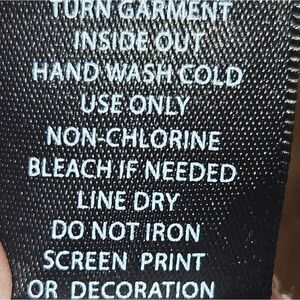 TURN GARMENT
INSIDE OUT
HAND WASH COLD
USE ONLY
NON-CHLORINE
BLEACH IF NEEDED
LINE DRY
DO NOT IRON
SCREEN PRINT
OR DECORATION